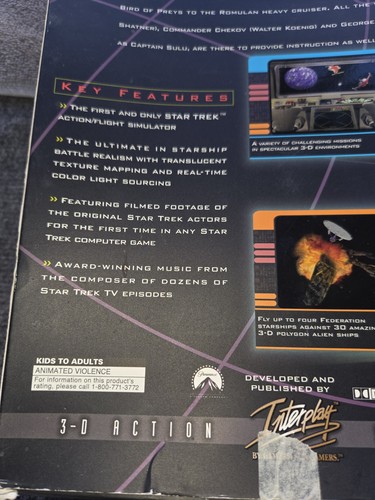 BIRD OF PREYS TO THE ROMULAN HEAVY CRUISER. ALL THE
SHATNER), COMMANDER CHEKOV (WALTER KOENIG) AND GEORGE
AS CAPTAIN SULU, ARE THERE TO PROVIDE INSTRUCTION AS WELL
KEY FEATURES
» THE FIRST AND ONLY STAR TREK™
ACTION/FLIGHT SIMULATOR
» THE ULTIMATE IN STARSHIP
BATTLE REALISM WITH TRANSLUCENT
TEXTURE MAPPING AND REAL-TIME
COLOR LIGHT SOURCING
» FEATURING FILMED FOOTAGE OF
THE ORIGINAL STAR TREK ACTORS
FOR THE FIRST TIME IN ANY STAR
TREK COMPUTER GAME
» AWARD-WINNING MUSIC FROM
THE COMPOSER OF DOZENS OF
STAR TREK TV EPISODES
A VARIETY OF CHALLENGING MISSIONS
IN SPECTACULAR 3-D ENVIRONMENTS
FLY UP TO FOUR FEDERATION
STARSHIPS AGAINST 30 AMAZIN
3-D POLYGON ALIEN SHIPS
KIDS TO ADULTS
ANIMATED VIOLENCE
For information on this product's
rating, please call 1-800-771-3772
Paramount
DEVELOPED AND
PUBLISHED BY
Interplay
3-D ACTION